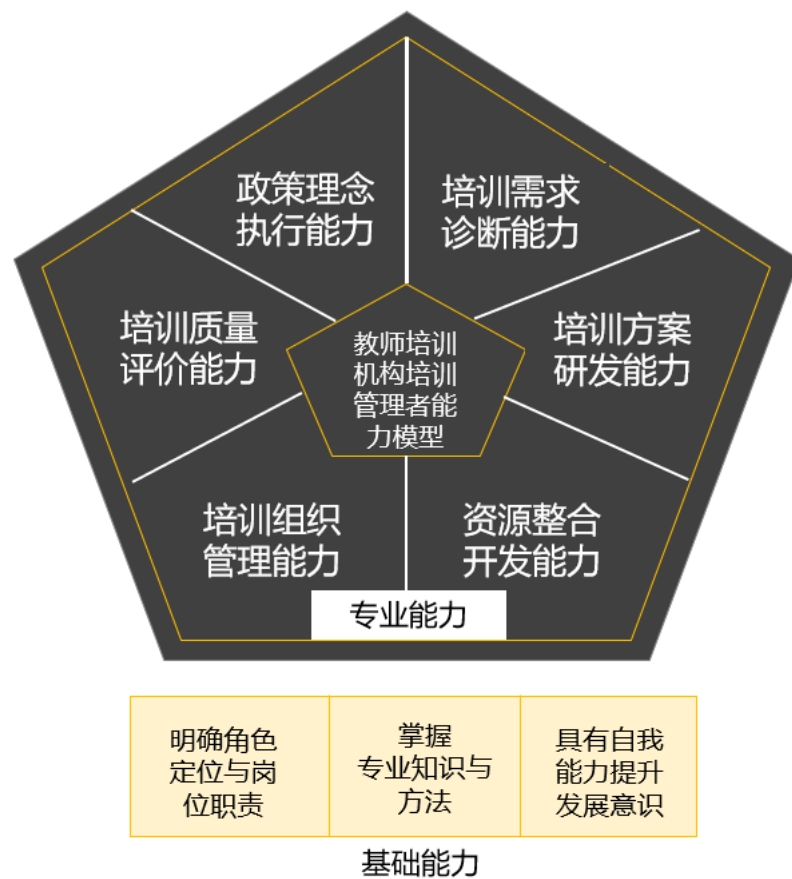 政策理念
执行能力
培训需求
诊断能力
培训质量
评价能力
教师培训
机构培训
管理者能
力模型
培训方案
研发能力
培训组织
管理能力
资源整合
开发能力
专业能力
明确角色
定位与岗
位职责
掌握
专业知识与
方法
具有自我
能力提升
发展意识
基础能力